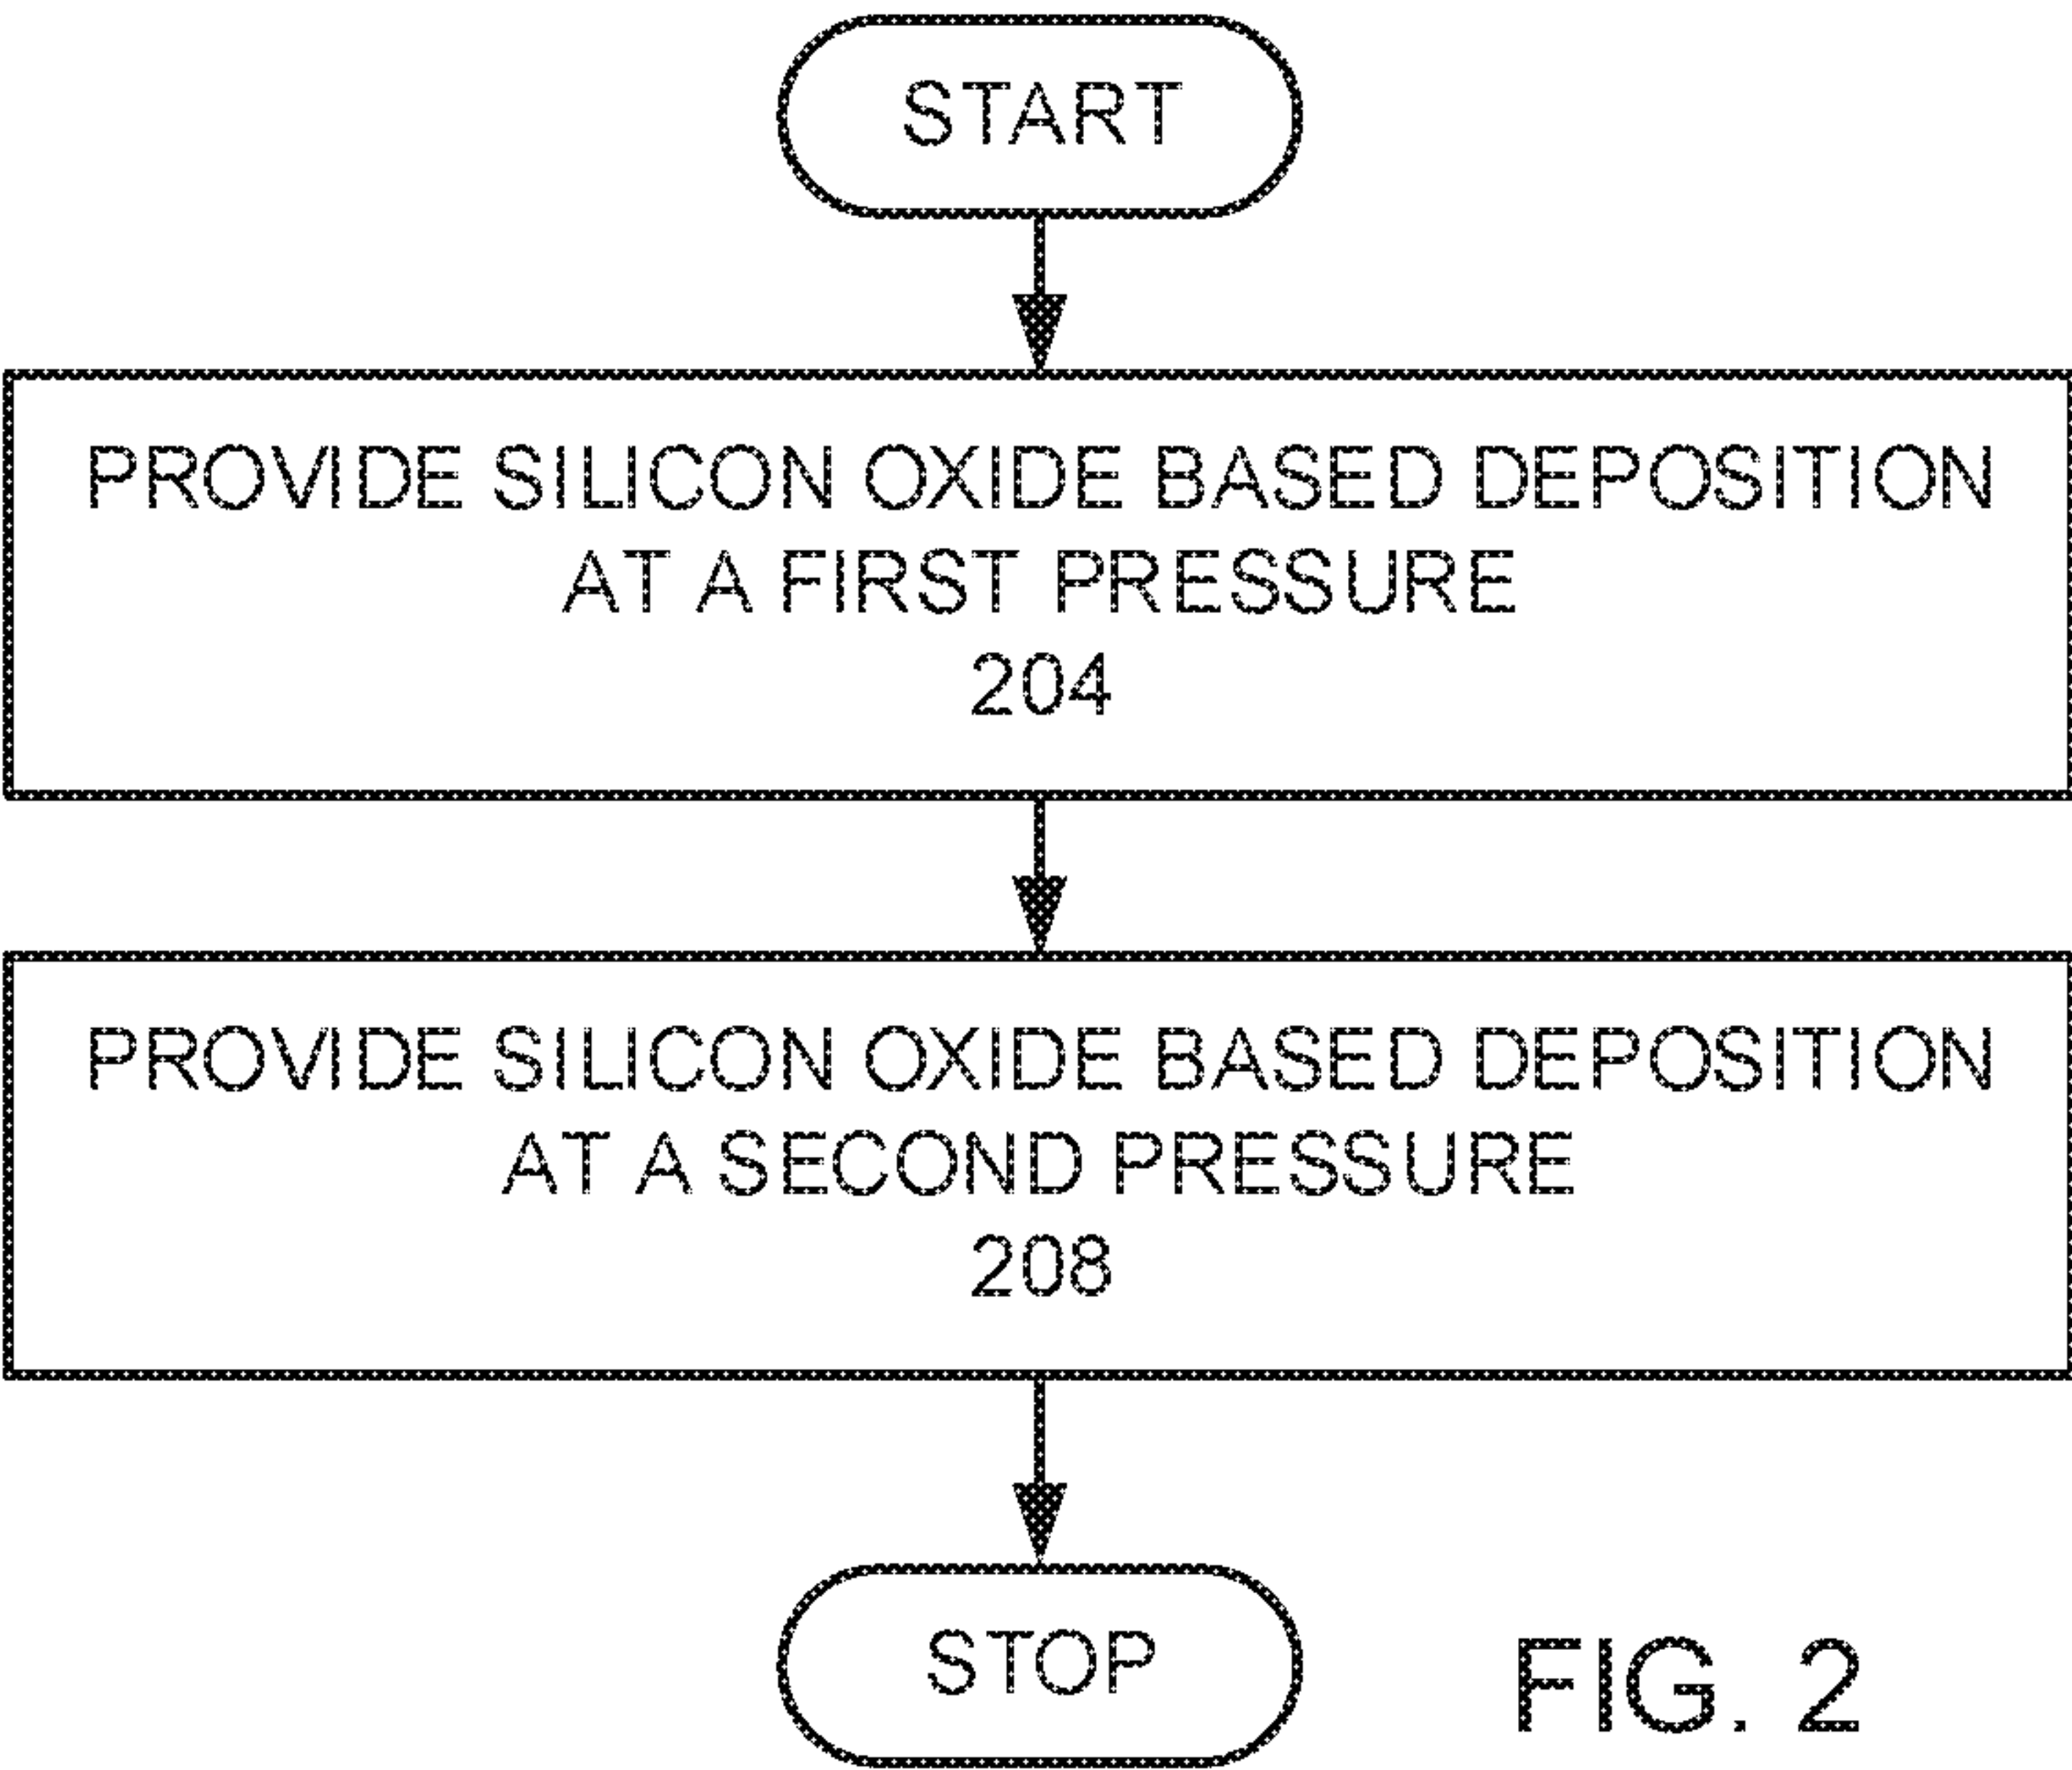 START
PROVIDE SILICON OXIDE BASED DEPOSITION
AT A FIRST PRESSURE
204
PROVIDE SILICON OXIDE BASED DEPOSITION
AT A SECOND PRESSURE
208
STOP
FIG. 2